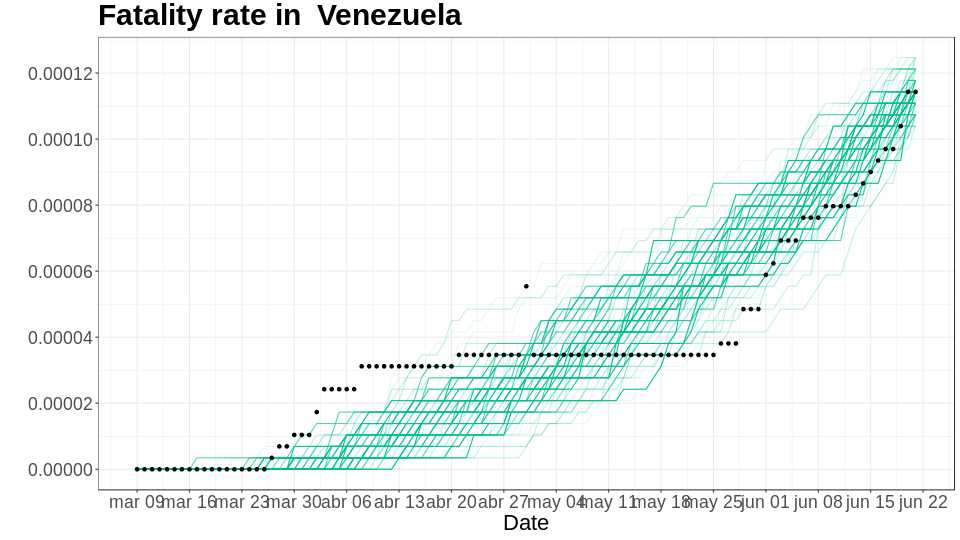 Fatality rate in  Venezuela
0.00012
0.00010
0.00008
0.00006
0.00004
0.00002
0.00000
mar 09 mar 16 mar 23 mar 30 abr 06 abr 13 abr 20 abr 27 may 04 may 11 may 18 may 25 jun 01 jun 08 jun 15 jun 22
Date